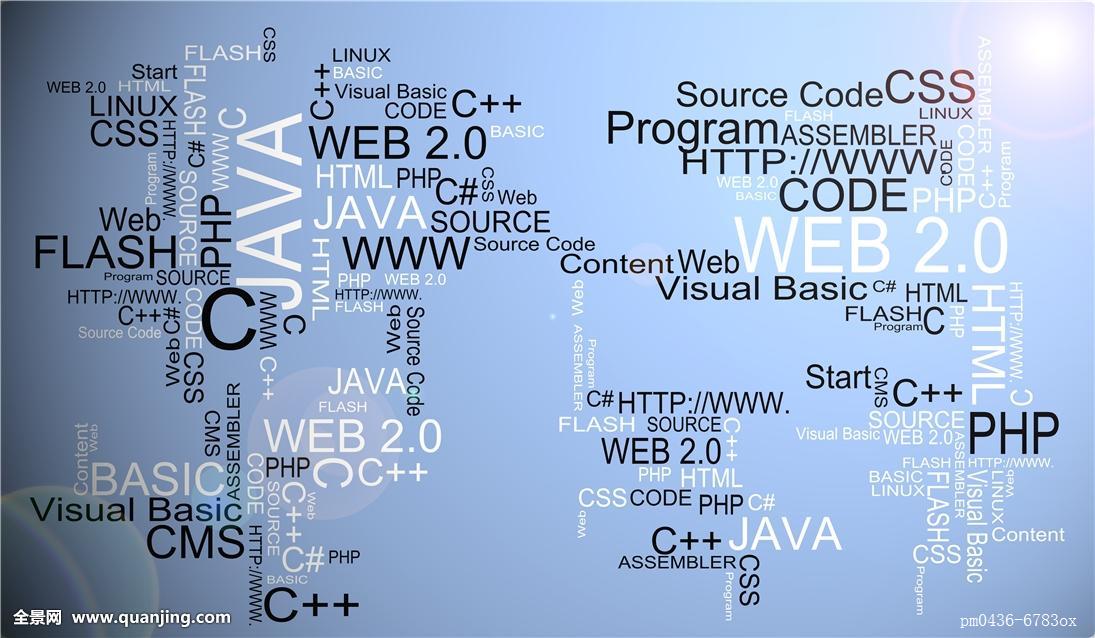 FLASH
CSS
LINUX
Start
FLASH
C++
BASIC
WEB 2.0 HTML
Visual Basic
LINUX
C
CODE C++
CSS
HTTP://WWW.
C#
WWW
JAVA
WEB 2.0
BASIC
Program
SOURCE
HTML PHP
C#
CSS
Web
Web
PHP
JAVA SOURCE
FLASH
HTML
WWW Source Code
Program SOURCE
PHP WEB 2.0
HTTP://WWW.
CODE
C
WWW
C
HTTP://WWW.
FLASH
C++
C#
Web
Source Code
Source Code
Web
CSS
C++
JAVA
FLASH
CMS
ASSEMBLER
WEB 2.0
Content
Web
BASIC
CODE
PHP
C
C++
SOURCE
C++
Web
Visual Basic
CMS
HTTP://WWW.
C# PHP
BASIC
C++
Source Code CSS
ASSEMBLER
FLASH
LINUX
Program ASSEMBLER
CODE
HTTP://WWW
CODE
C++
Program
WEB 2.0
BASIC
CODE PHP
WEB 2.0
Content Web
Visual Basic C# HTML
HTTP://WWW.
Web
FLASH
Program
C
PHP
HTML
ASSEMBLER
Program
Start
CMS
C++
C
C# HTTP://WWW.
FLASH SOURCE
C++
SOURCE
PHP
Visual Basic WEB 2.0
ASSEMBLER
WEB 2.0
FLASH HTTP://WWW.
PHP HTML
BASIC
LINUX
FLASH
Visual Basic
LINUX
Web
CSS CODE PHP C#
Web
C++ JAVA
Content
ASSEMBLER
CSS
CSS
Program
Program
全景网 www.quanjing.com
pm0436-6783ox